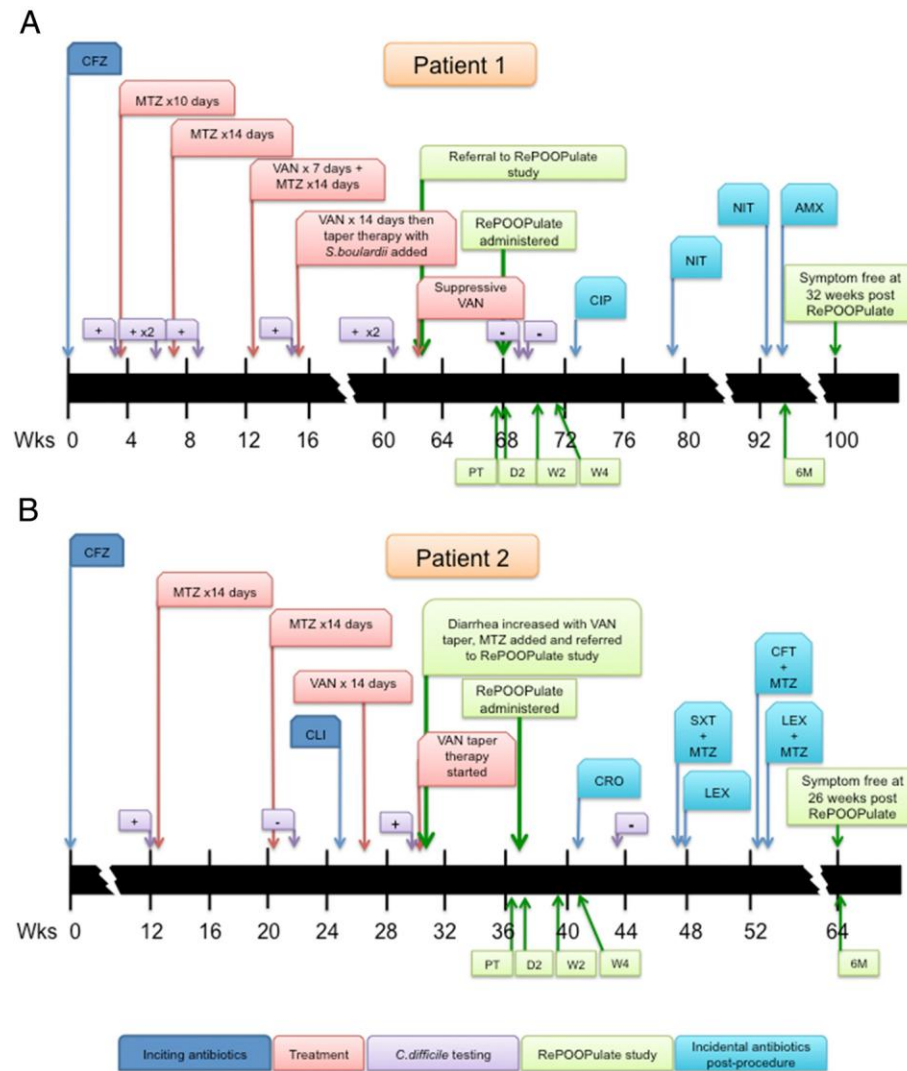 A
Patient 1
CFZ
MTZ x10 days
MTZ x14 days
VAN x 7 days +
MTZ x14 days
VAN x 14 days then
taper therapy with
S.boulardii added
Referral to RePOOPulate
study
RePOOPulate
administered
Suppressive
VAN
CIP
NIT
NIT
AMX
Symptom free at
32 weeks post
RePOOPulate
+
+ x2
+
+
+ x2
-
-
Wks 0 4 8 12 16 60 64 68 72 76 80 92 100
PT D2 W2 W4 6M
B
Patient 2
CFZ
MTZ x14 days
MTZ x14 days
VAN x 14 days
CLI
Diarrhea increased with VAN
taper, MTZ added and referred
to RePOOPulate study
RePOOPulate
administered
VAN taper
therapy
started
CRO
SXT
+
MTZ
LEX
CFT
+
MTZ
LEX
+ MTZ
Symptom free at
26 weeks post
RePOOPulate
+
-
+
-
Wks 0 12 16 20 24 26 32 36 40 44 48 52 64
PT D2 W2 W4 6M
Inciting antibiotics
Treatment
C.difficile testing
RePOOPulate study
Incidental antibiotics
post-procedure